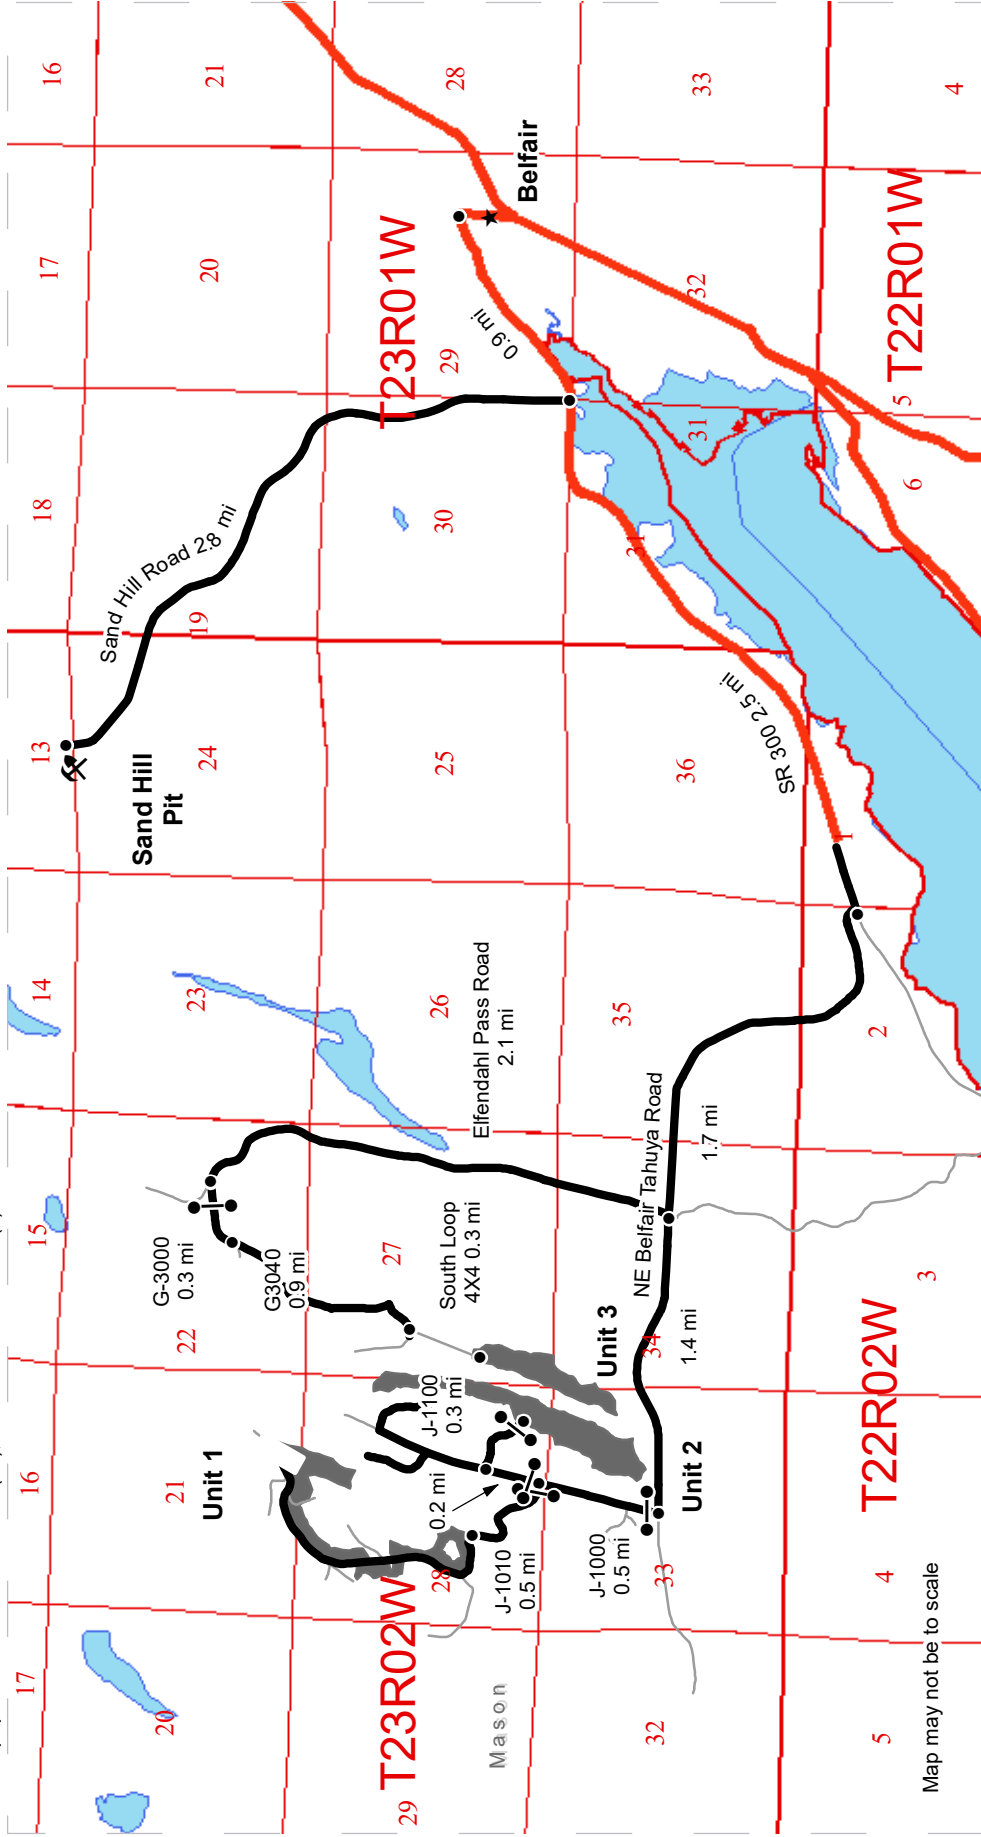 17
16
15
14
13
18
17
16
20
21
22
23
24
19
20
21
Unit 1
G-3000
0.3 mi
G3040
0.9 mi
Sand Hill
Pit
Sand Hill Road 2.8 mi
29
T23R02W
28
27
26
25
30
T23R01W
29
28
J-1100
0.3 mi
0.2 mi
South Loop
4X4 0.3 mi
Elfendahl Pass Road
2.1 mi
0.9 mi
Belfair
Mason
J-1010
0.5 mi
J-1000
0.5 mi
Unit 3
NE Belfair Tahuya Road
32
33
34
35
36
31
31
32
33
Unit 2
1.4 mi
1.7 mi
SR 300 2.5 mi
5
4
T22R02W
3
2
1
6
5
T22R01W
4
Map may not be to scale